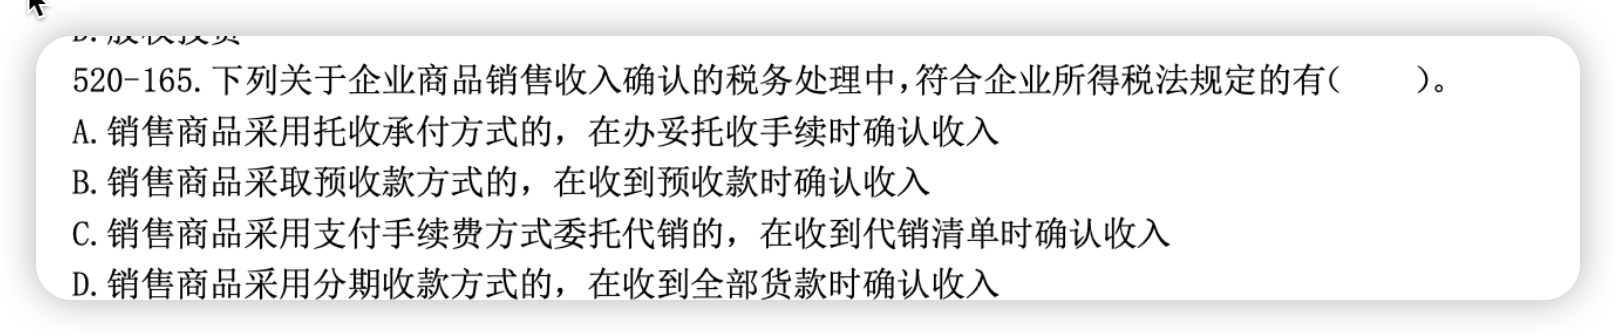 D. 股权投资
520-165. 下列关于企业商品销售收入确认的税务处理中,符合企业所得税法规定的有(  )。
A. 销售商品采用托收承付方式的，在办妥托收手续时确认收入
B. 销售商品采取预收款方式的，在收到预收款时确认收入
C. 销售商品采用支付手续费方式委托代销的，在收到代销清单时确认收入
D. 销售商品采用分期收款方式的，在收到全部货款时确认收入